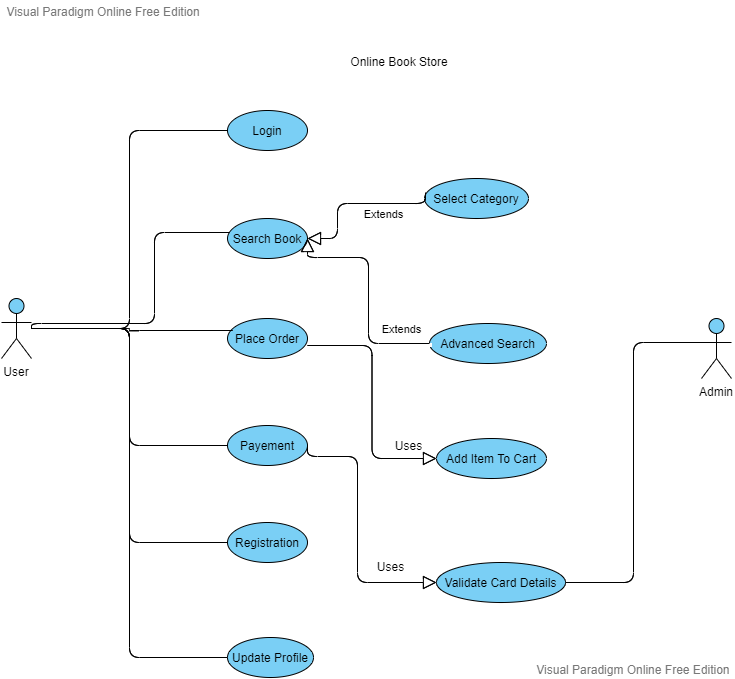 Visual Paradigm Online Free Edition
Online Book Store
Login
Select Category
Extends
Search Book
Extends
Place Order
Advanced Search
User
Admin
Payement
Uses
Add Item To Cart
Registration
Uses
Validate Card Details
Update Profile
Visual Paradigm Online Free Edition